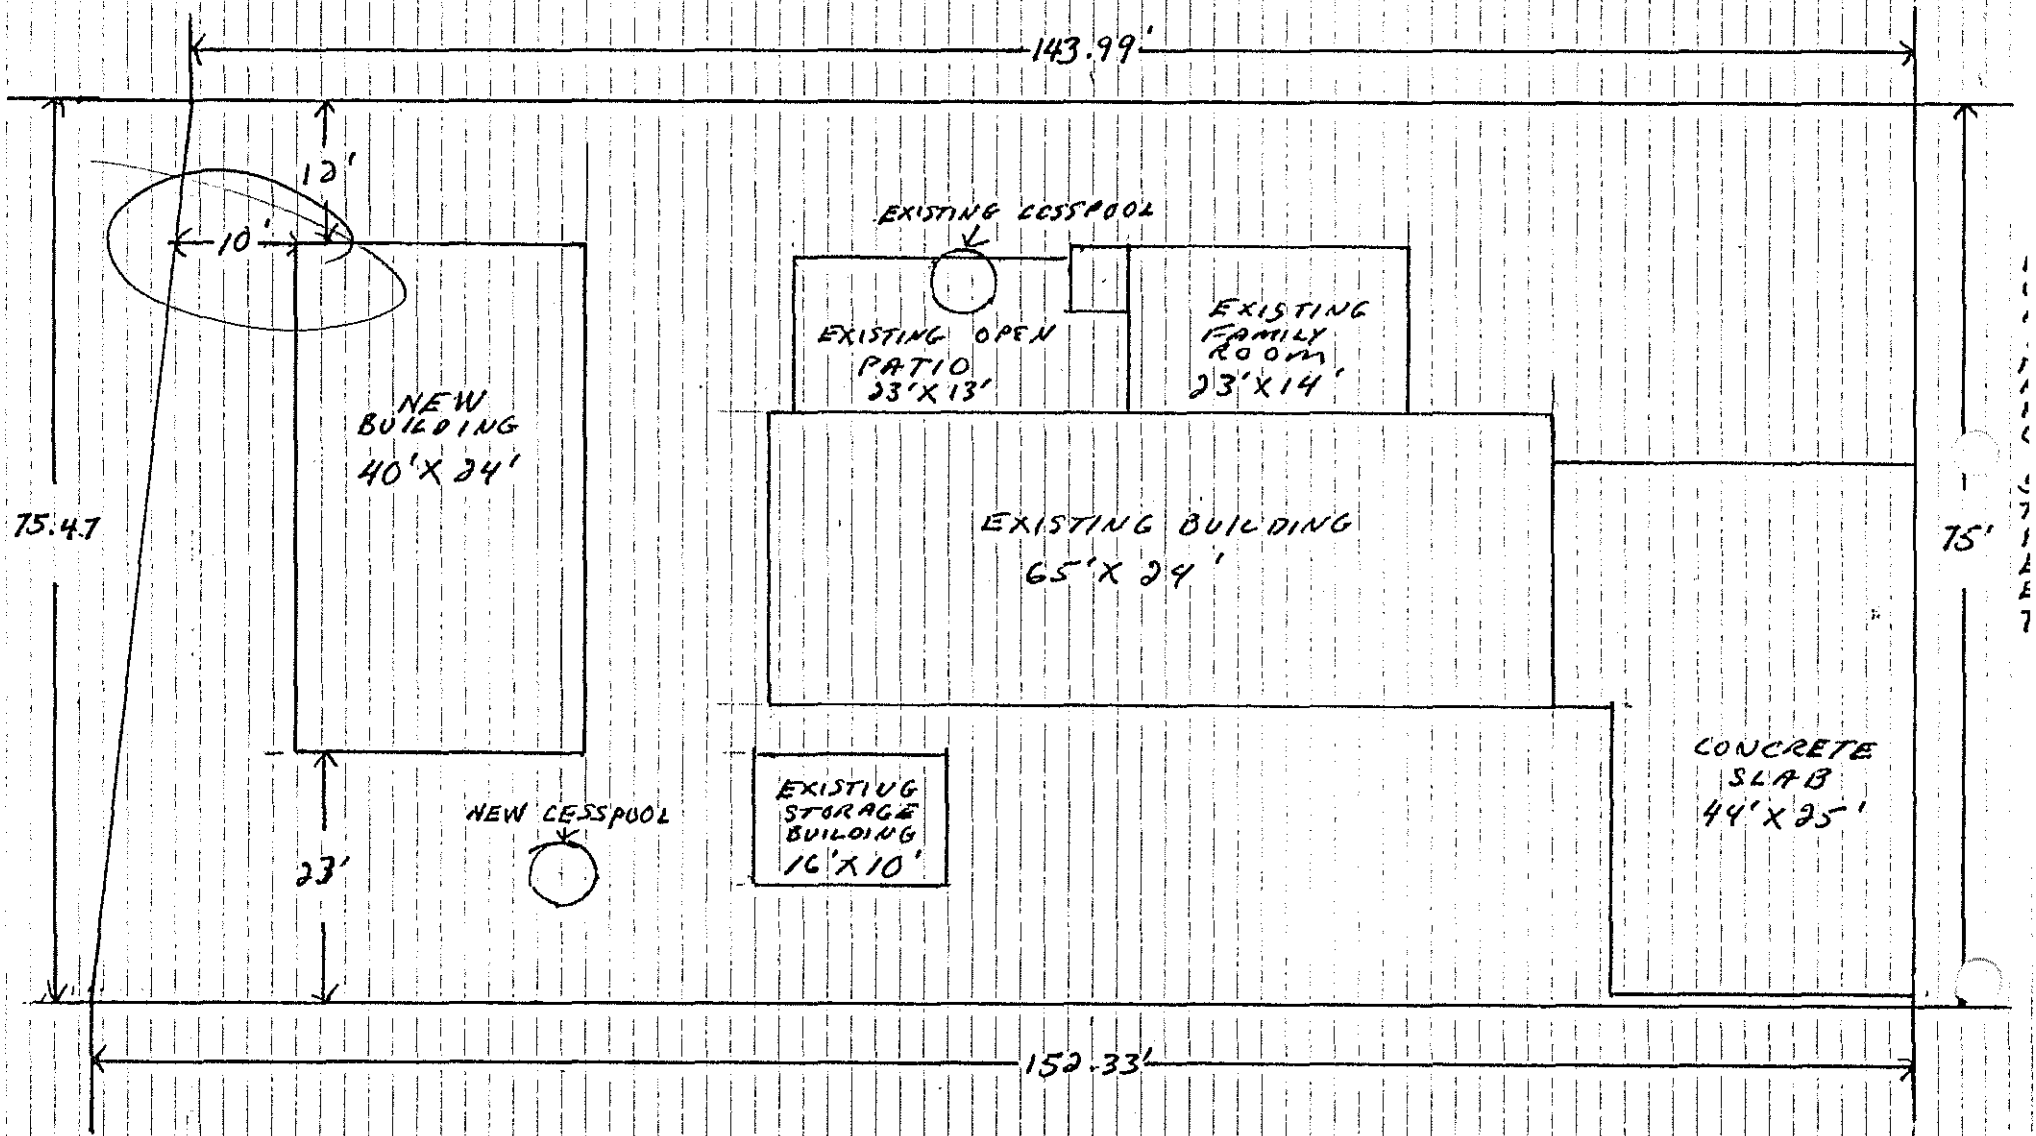 143.99'
12'
10'
EXISTING CESSPOOL
EXISTING OPEN
PATIO
23'X13'
EXISTING
FAMILY
ROOM
23'X14'
NEW
BUILDING
40'X24'
75.47
EXISTING BUILDING
65'X24'
75'
CONCRETE
SLAB
44'X25'
EXISTIUG
STORAGE
BUILDING
16'X10'
NEW CESSPOOL
23'
152.33'